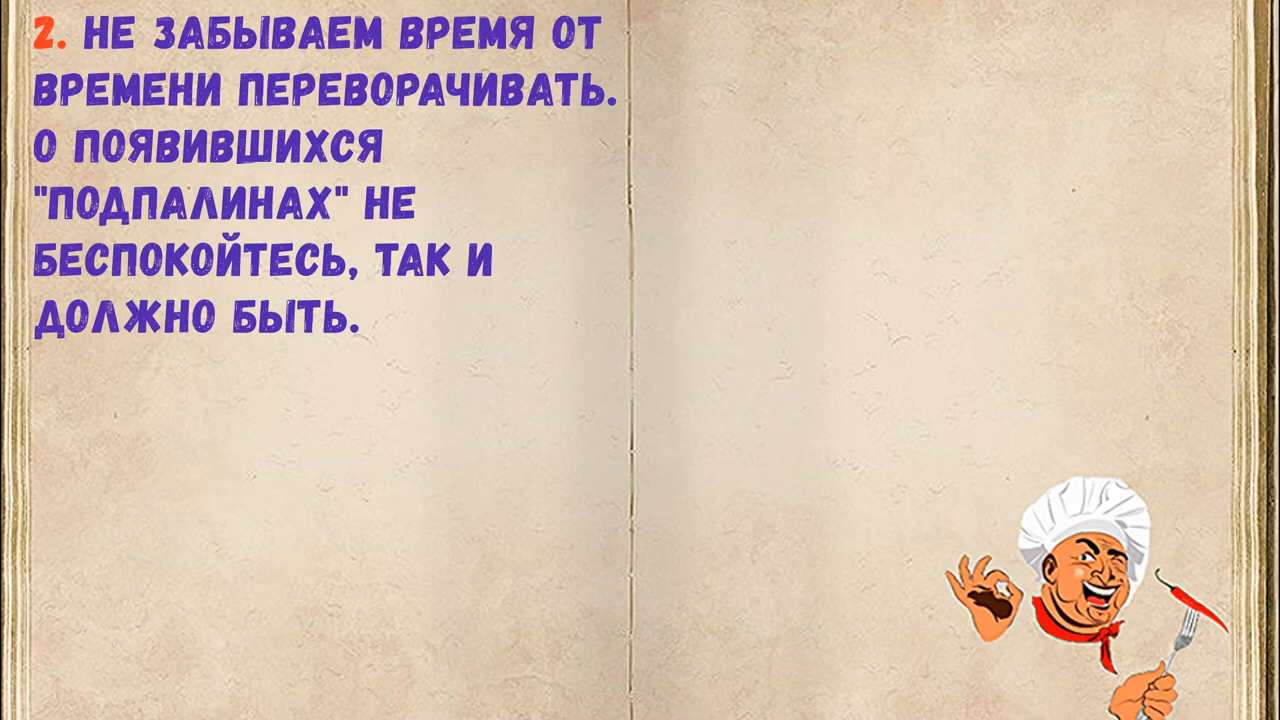 2. НЕ ЗАБЫВАЕМ ВРЕМЯ ОТ
ВРЕМЕНИ ПЕРЕВОРАЧИВАТЬ.
О ПОЯВИВШИХСЯ
"ПОДПАЛИНАХ" НЕ
БЕСПОКОЙТЕСЬ, ТАК И
ДОЛЖНО БЫТЬ.